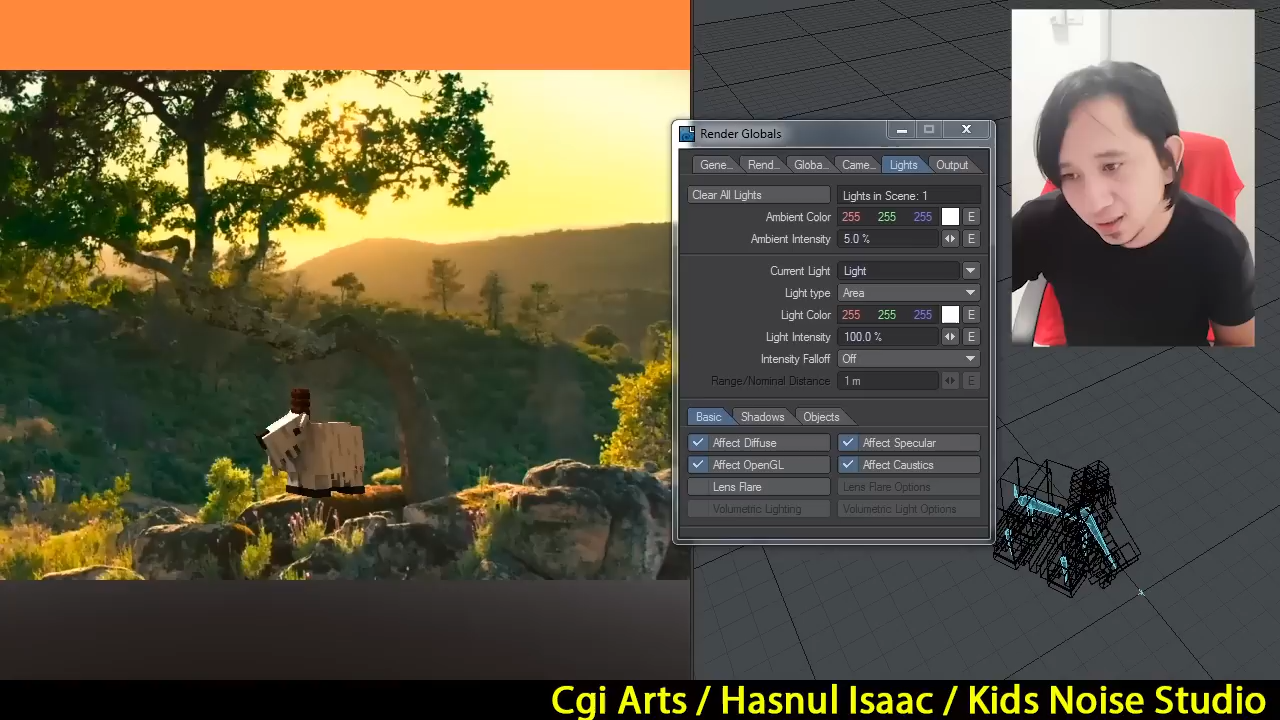 Render Globals
Gene... Rend... Globa... Came... Lights Output
Clear All Lights Lights in Scene: 1
Ambient Color 255 255 255 E
Ambient Intensity 5.0 % E
Current Light Light
Light type Area
Light Color 255 255 255 E
Light Intensity 100.0 % E
Intensity Falloff Off
Range/Nominal Distance 1 m E
Basic Shadows Objects
Affect Diffuse Affect Specular
Affect OpenGL Affect Caustics
Lens Flare Lens Flare Options
Volumetric Lighting Volumetric Light Options
Cgi Arts / Hasnul Isaac / Kids Noise Studio